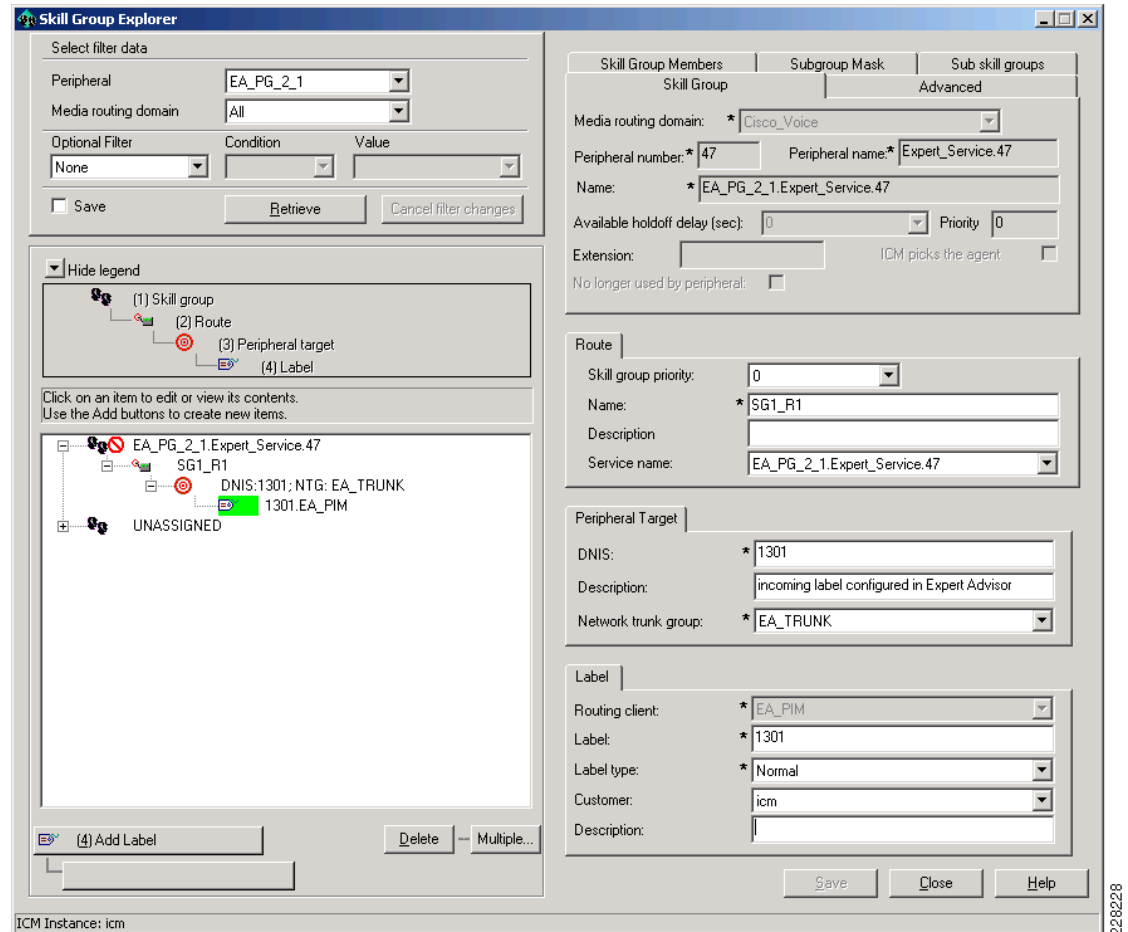 Skill Group Explorer
Select filter data
Peripheral EA_PG_2_1
Media routing domain All
Optional Filter Condition Value
None
Save Retrieve Cancel filter changes
Hide legend
(1) Skill group
(2) Route
(3) Peripheral target
(4) Label
Click on an item to edit or view its contents.
Use the Add buttons to create new items.
EA_PG_2_1.Expert_Service.47
SG1_R1
DNIS:1301; NTG: EA_TRUNK
1301.EA_PIM
UNASSIGNED
(4) Add Label Delete Multiple...
Skill Group Members Subgroup Mask Sub skill groups
Skill Group Advanced
Media routing domain: * Cisco_Voice
Peripheral number:* 47 Peripheral name:* Expert_Service.47
Name: * EA_PG_2_1.Expert_Service.47
Available holdoff delay (sec): 0 Priority 0
Extension: ICM picks the agent
No longer used by peripheral:
Route
Skill group priority: 0
Name: * SG1_R1
Description
Service name: EA_PG_2_1.Expert_Service.47
Peripheral Target
DNIS: * 1301
Description: incoming label configured in Expert Advisor
Network trunk group: * EA_TRUNK
Label
Routing client: * EA_PIM
Label: * 1301
Label type: * Normal
Customer: icm
Description:
Save Close Help
ICM Instance: icm
228228